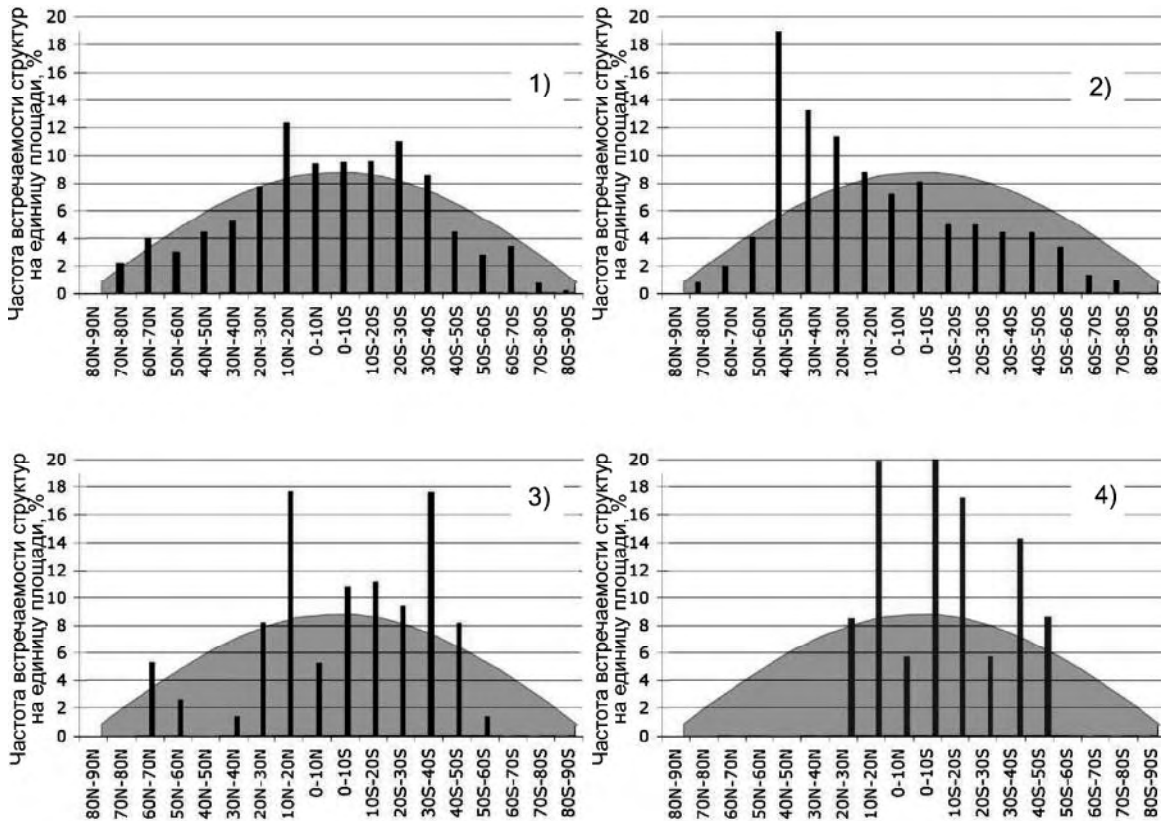 Частота встречаемости структур
на единицу площади, %
20
18
16
14
12
10
8
6
4
2
0
1)
80N-90N
70N-80N
60N-70N
50N-60N
40N-50N
30N-40N
20N-30N
10N-20N
0-10N
0-10S
10S-20S
20S-30S
30S-40S
40S-50S
50S-60S
60S-70S
70S-80S
80S-90S
Частота встречаемости структур
на единицу площади, %
20
18
16
14
12
10
8
6
4
2
0
2)
80N-90N
70N-80N
60N-70N
50N-60N
40N-50N
30N-40N
20N-30N
10N-20N
0-10N
0-10S
10S-20S
20S-30S
30S-40S
40S-50S
50S-60S
60S-70S
70S-80S
80S-90S
Частота встречаемости структур
на единицу площади, %
20
18
16
14
12
10
8
6
4
2
0
3)
80N-90N
70N-80N
60N-70N
50N-60N
40N-50N
30N-40N
20N-30N
10N-20N
0-10N
0-10S
10S-20S
20S-30S
30S-40S
40S-50S
50S-60S
60S-70S
70S-80S
80S-90S
Частота встречаемости структур
на единицу площади, %
20
18
16
14
12
10
8
6
4
2
0
4)
80N-90N
70N-80N
60N-70N
50N-60N
40N-50N
30N-40N
20N-30N
10N-20N
0-10N
0-10S
10S-20S
20S-30S
30S-40S
40S-50S
50S-60S
60S-70S
70S-80S
80S-90S